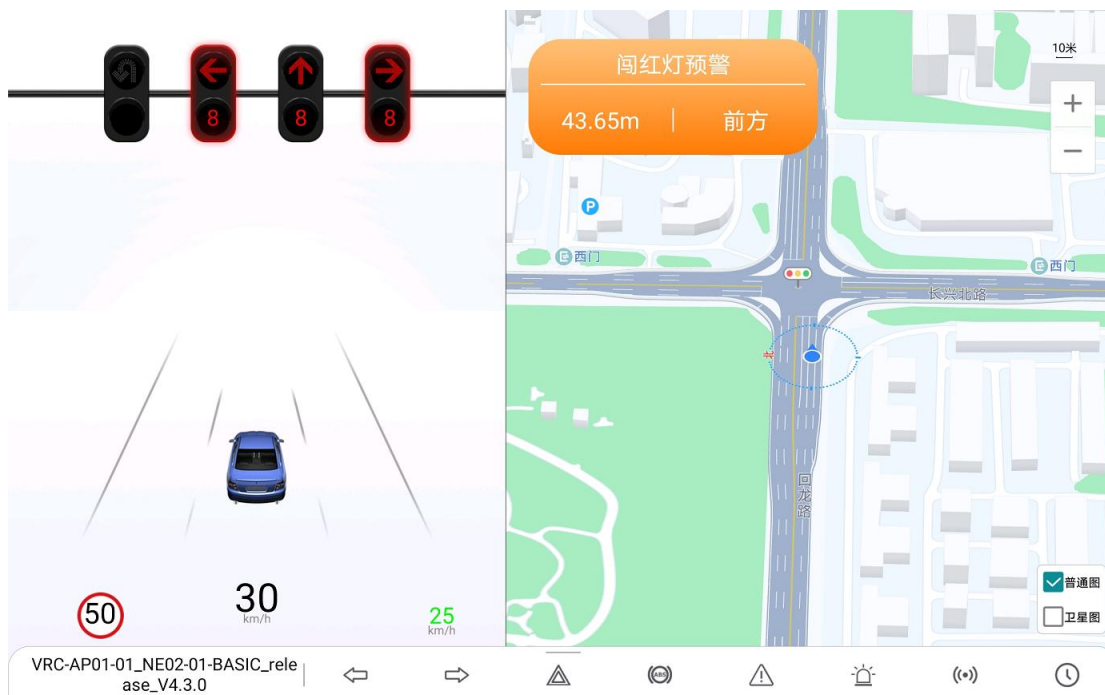 8 8 8
50
30
km/h
25
km/h
闯红灯预警
43.65m 前方
10米
+
−
P
西门
西门
长兴北路
北
回龙路
普通图
卫星图
VRC-AP01-01_NE02-01-BASIC_rele
ase_V4.3.0
ABS